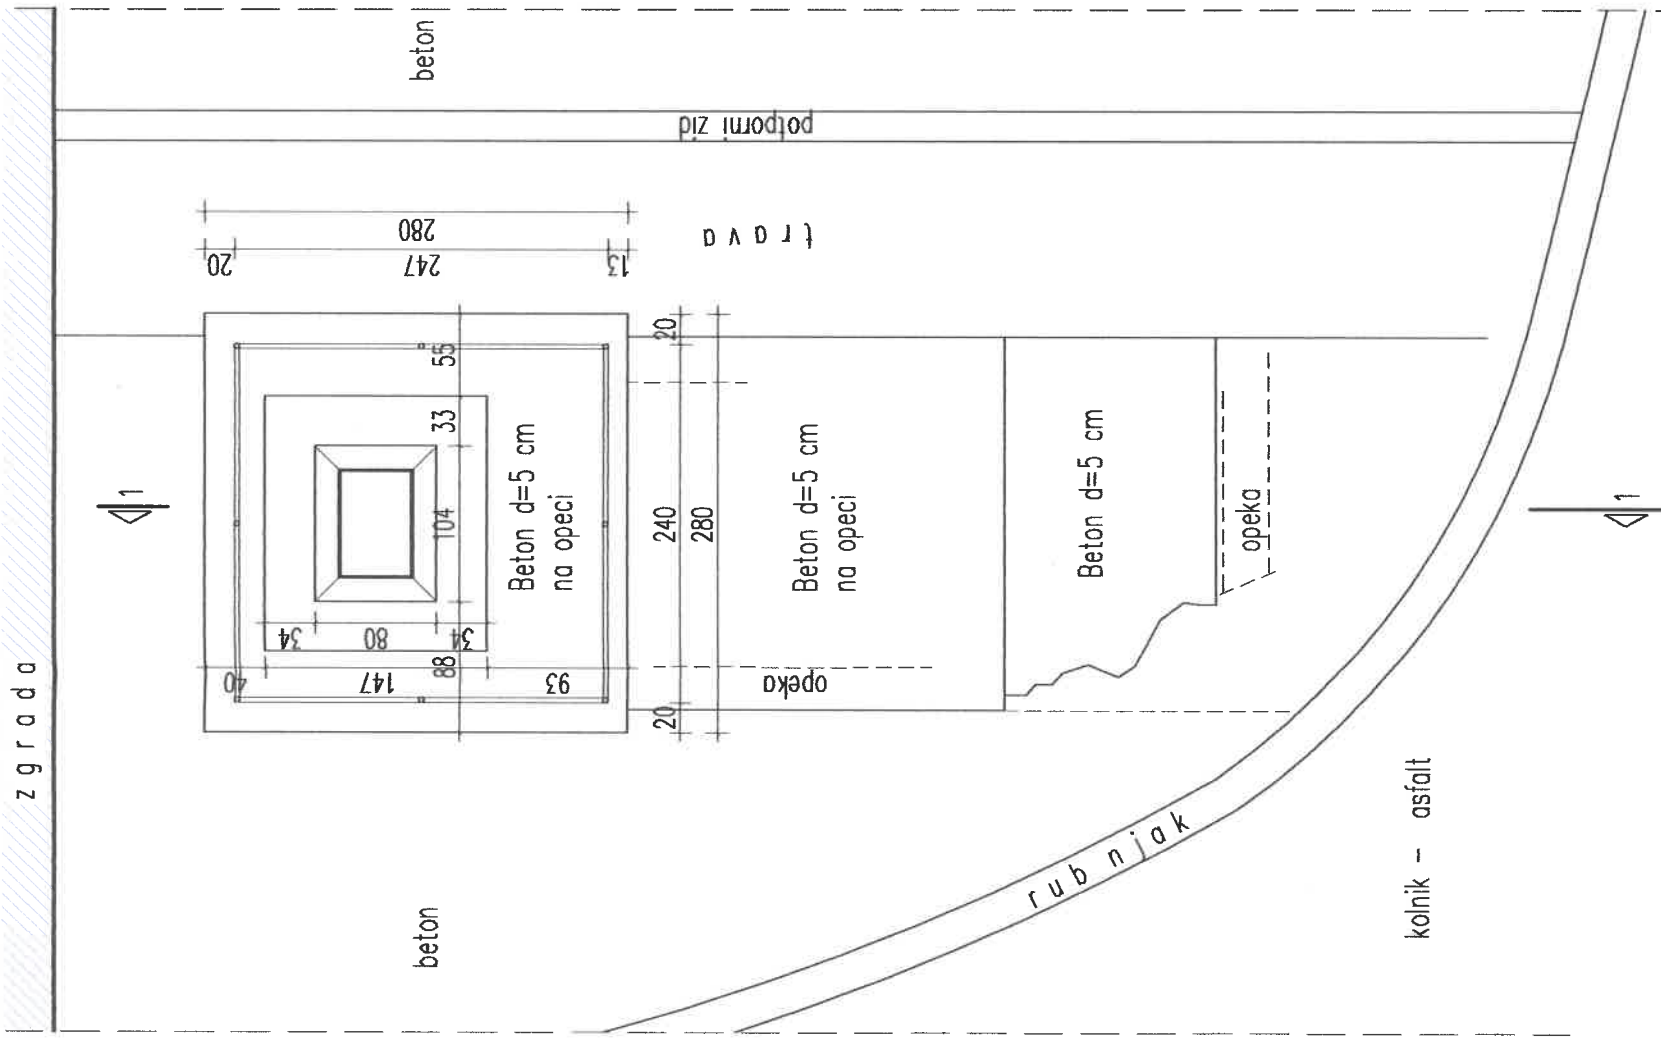 zgrada
beton
potporni zid
280
20
247
13
trava
1
55
33
104
88
34
80
34
40
147
93
Beton d=5 cm
na opeci
20
240
280
20
Beton d=5 cm
na opeci
opeka
Beton d=5 cm
opeka
1
beton
rubnjak
kolnik - asfalt